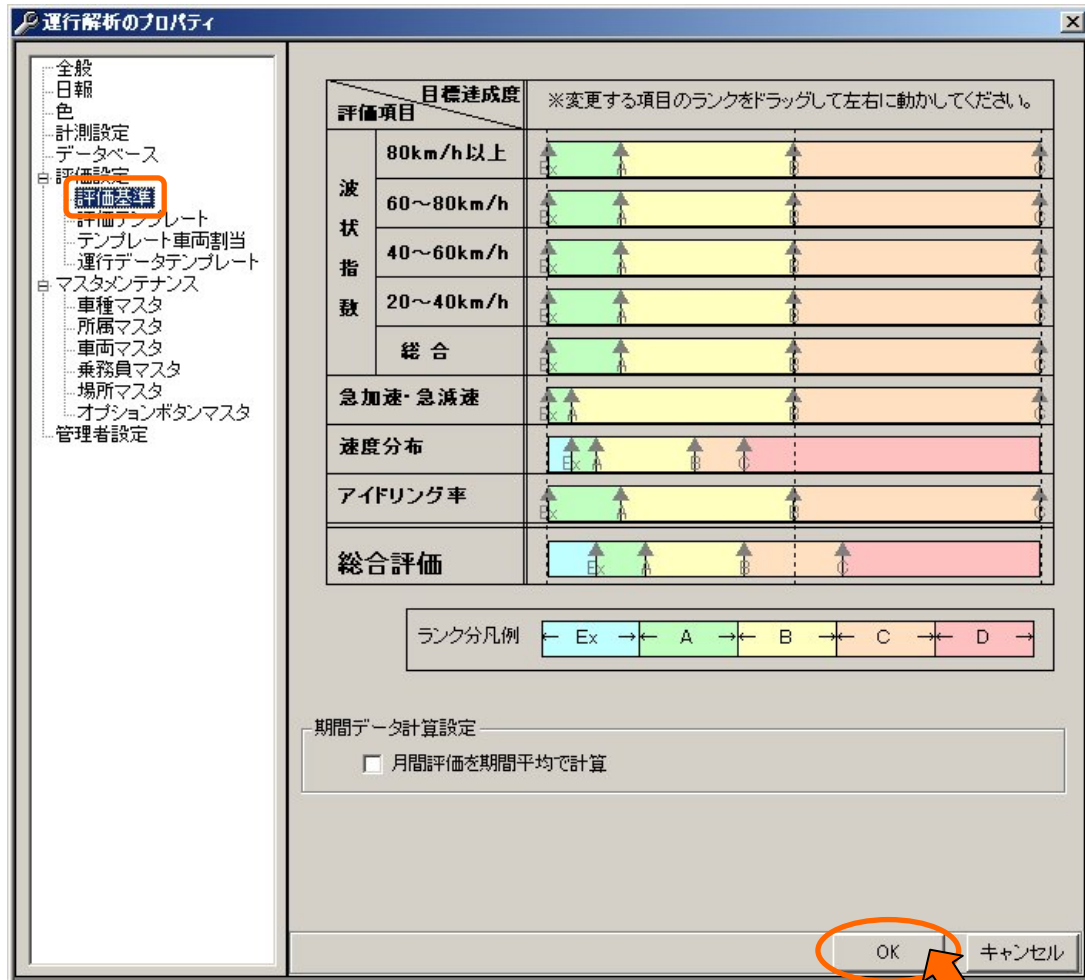 運行解析のプロパティ
全般
日報
色
計測設定
データベース
評価設定
評価基準
評価テンプレート
テンプレート車両割当
運行データテンプレート
マスタメンテナンス
車種マスタ
所属マスタ
車両マスタ
乗務員マスタ
場所マスタ
オプションボタンマスタ
管理者設定
目標達成度
評価項目
※変更する項目のランクをドラッグして左右に動かしてください。
波状指数
80km/h以上
Ex A B C
60～80km/h
Ex A B C
40～60km/h
Ex A B C
20～40km/h
Ex A B C
総合
Ex A B C
急加速・急減速
Ex A B C
速度分布
Ex A B C
アイドリング率
Ex A B C
総合評価
Ex A B C
ランク分凡例 ← Ex →← A →← B →← C →← D →
期間データ計算設定
月間評価を期間平均で計算
OK キャンセル